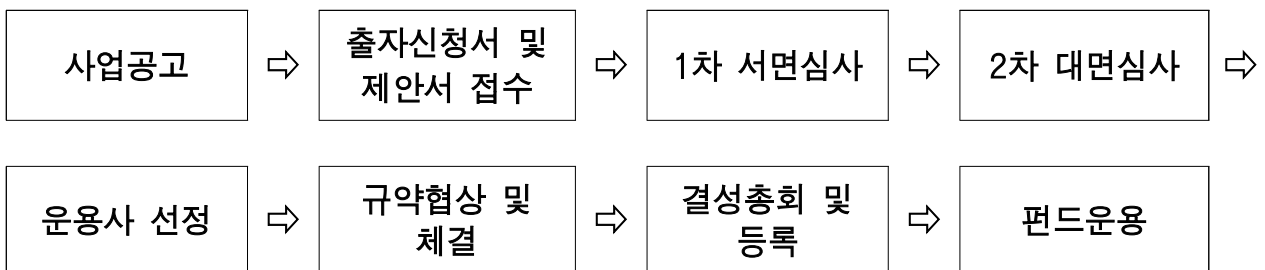 사업공고
⇨
출자신청서 및
제안서 접수
⇨
1차 서면심사
⇨
2차 대면심사
⇨
운용사 선정
⇨
규약협상 및
체결
⇨
결성총회 및
등록
⇨
펀드운용